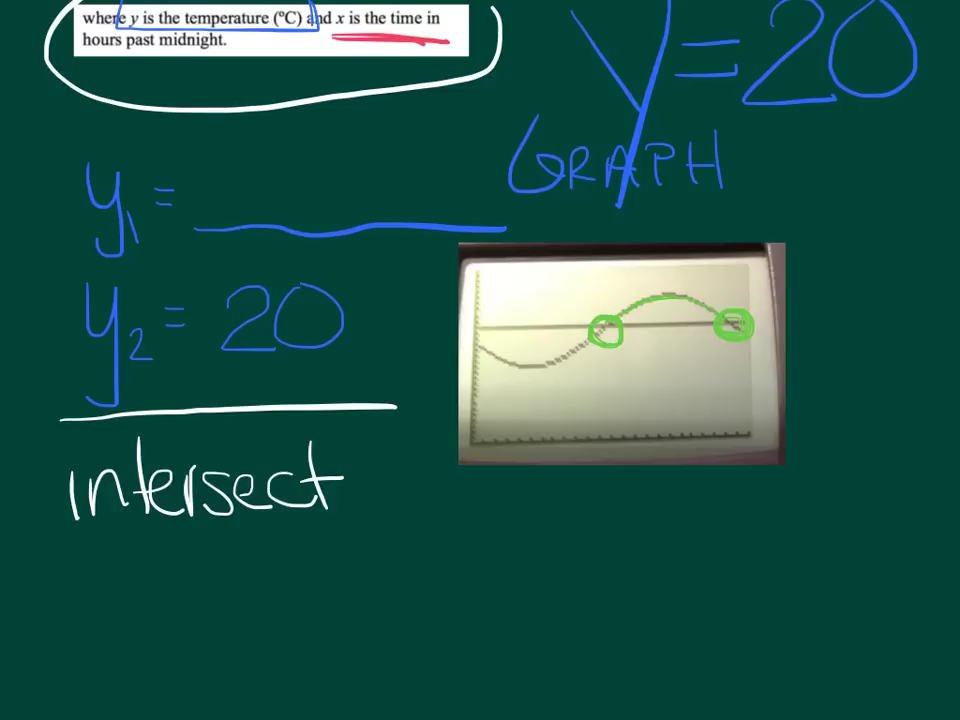 where y is the temperature (ºC) and x is the time in
hours past midnight.
y = 20
GRAPH
y₁ =
y₂ = 20
intersect